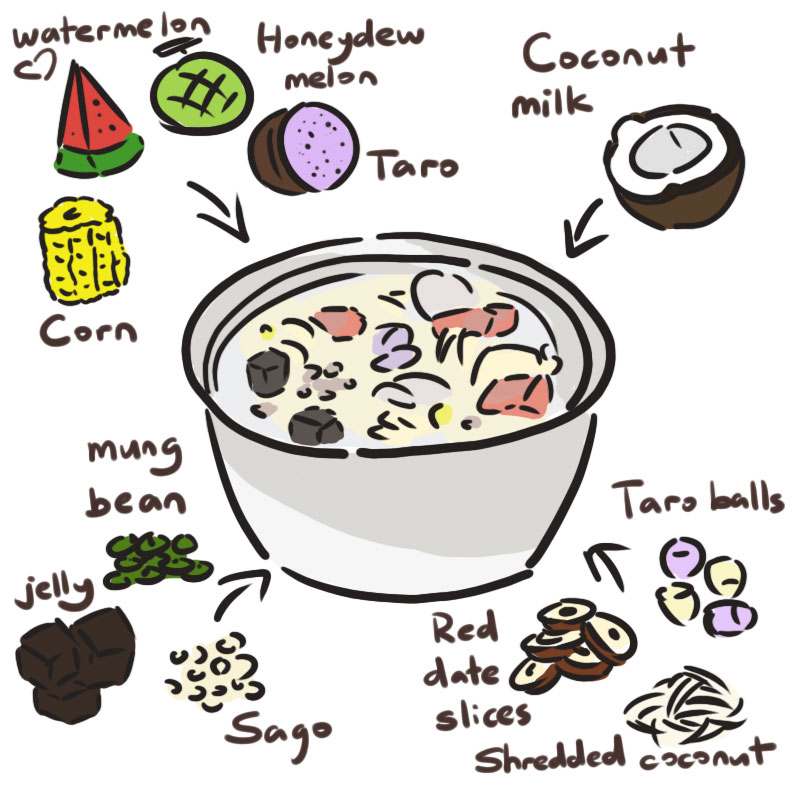 watermelon
Honeydew
melon
Taro
Coconut
milk
Corn
mung
bean
jelly
Sago
Taro balls
Red
date
slices
Shredded coconut